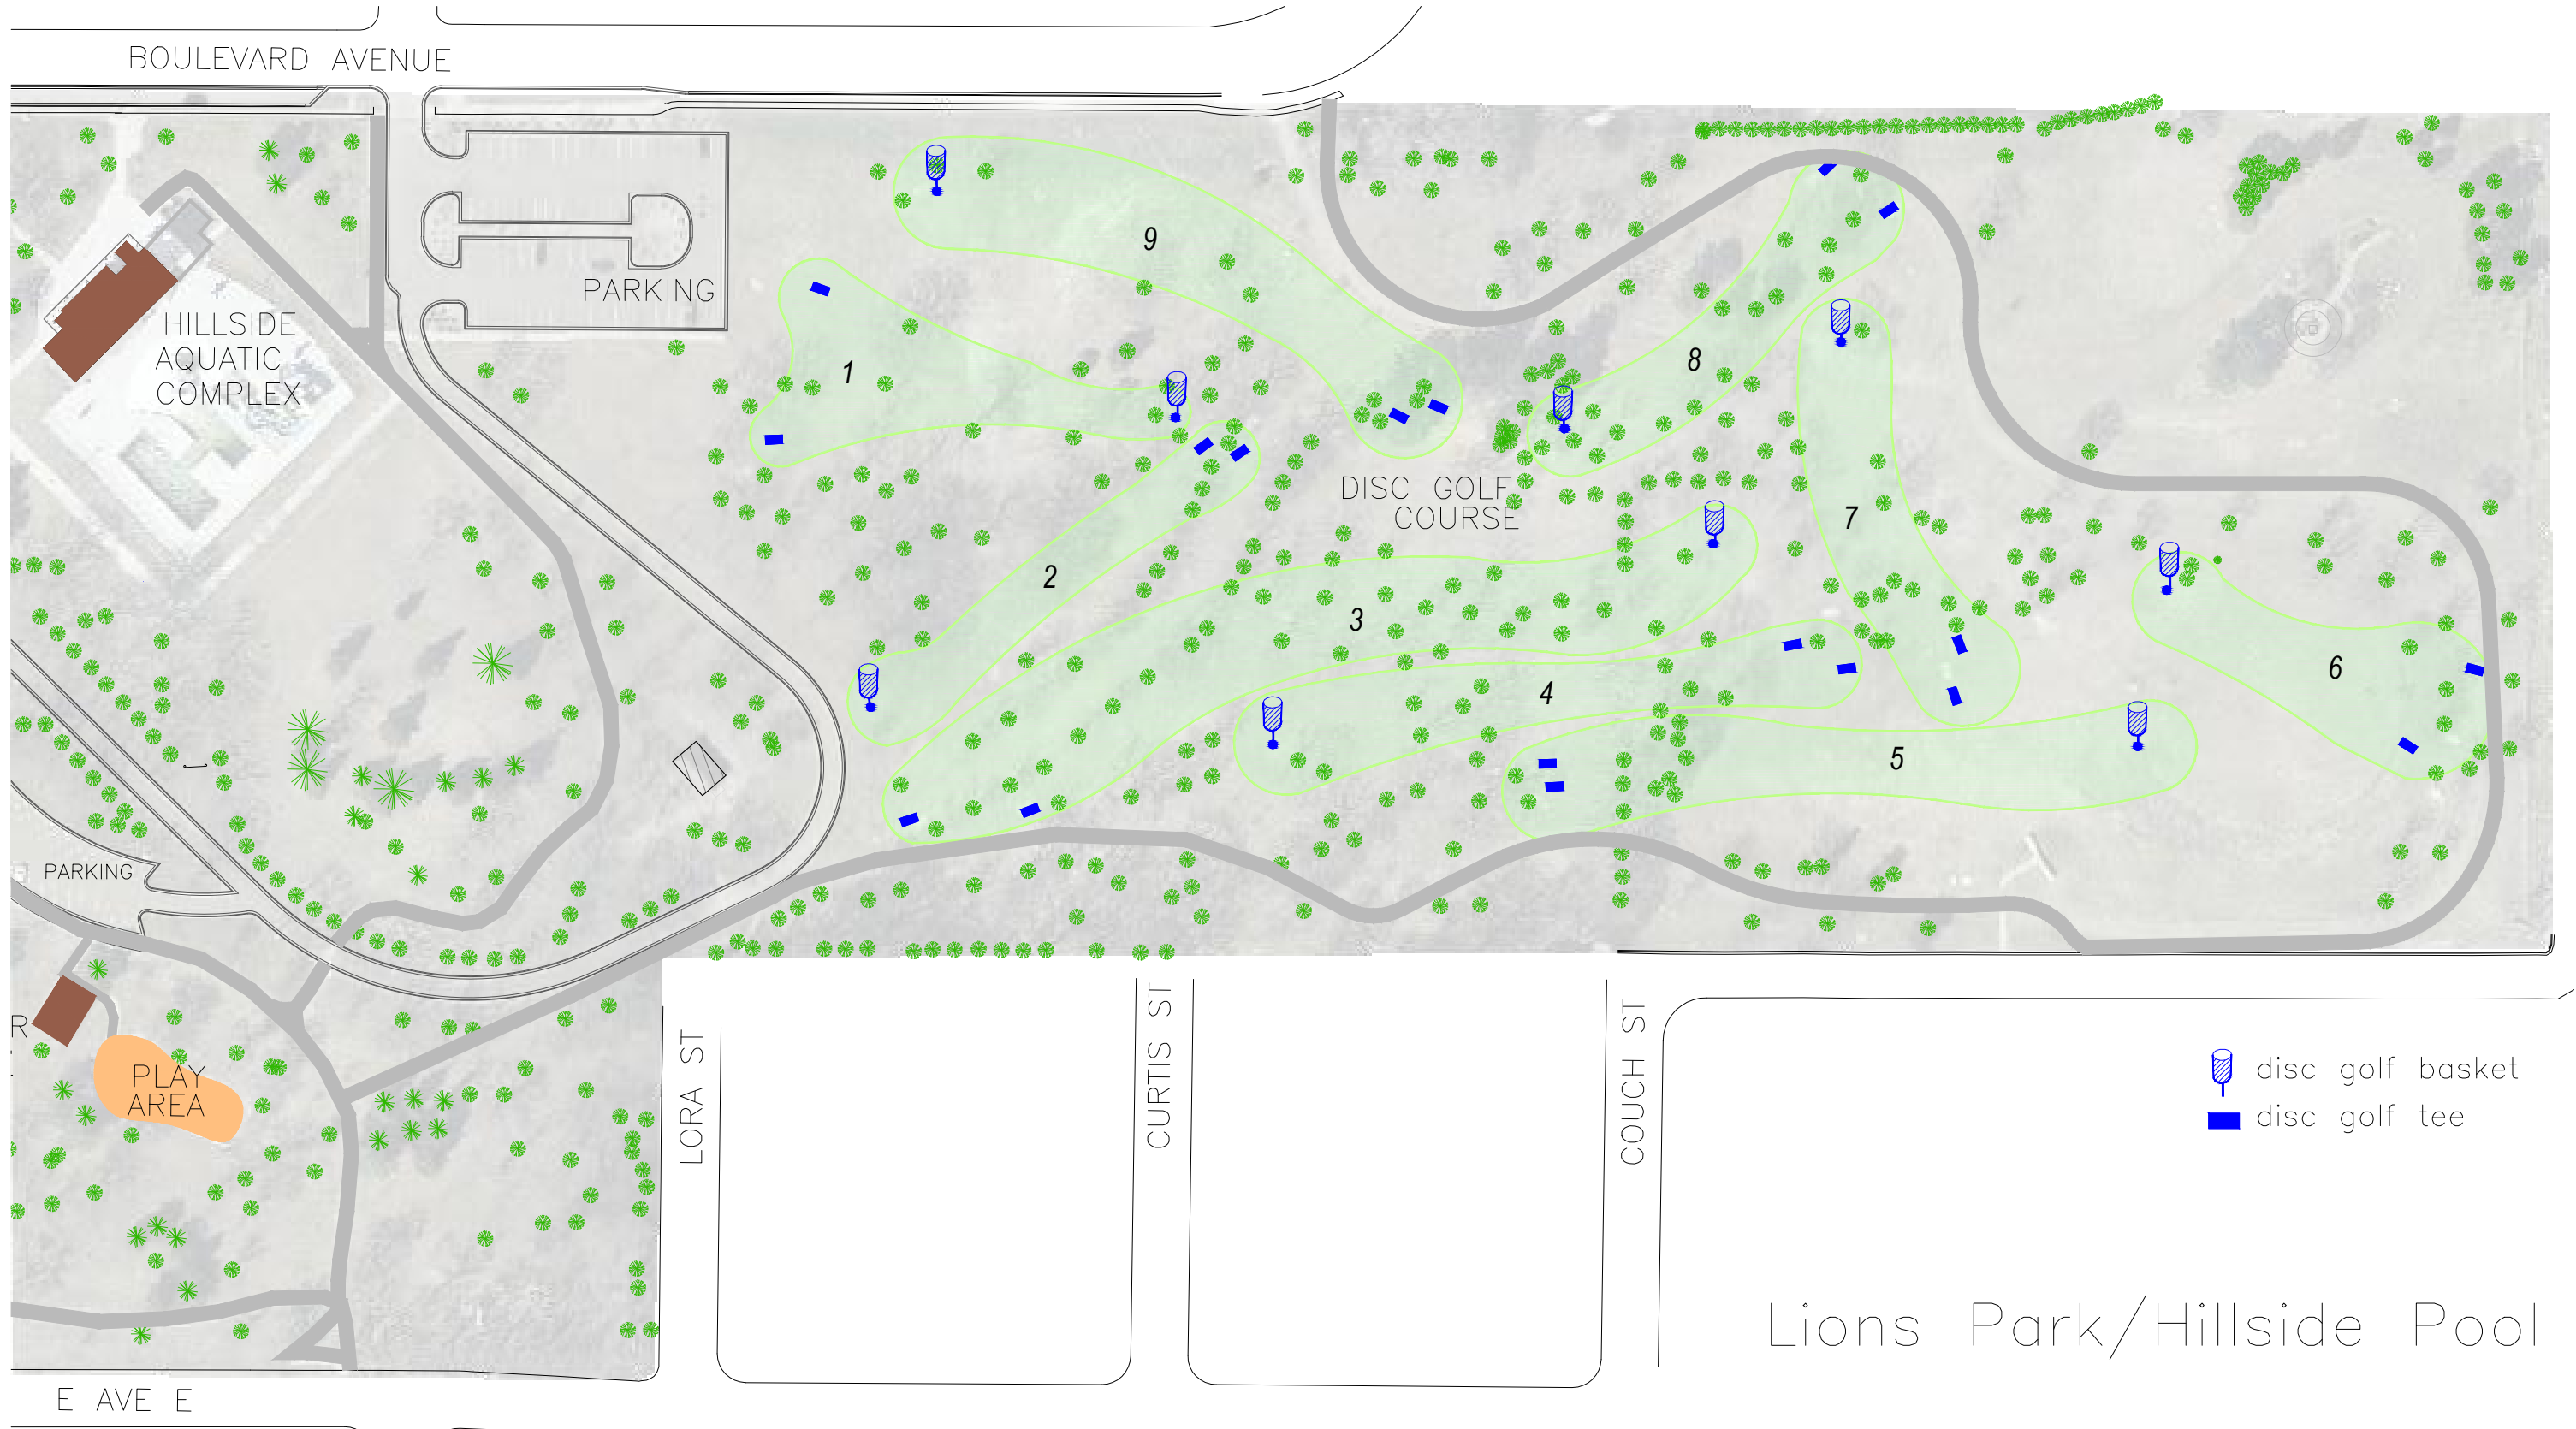 BOULEVARD AVENUE
PARKING
HILLSIDE
AQUATIC
COMPLEX
9
1
8
DISC GOLF
COURSE
7
2
3
6
4
5
PARKING
R
PLAY
AREA
LORA ST
CURTIS ST
COUCH ST
disc golf basket
disc golf tee
Lions Park/Hillside Pool
E AVE E